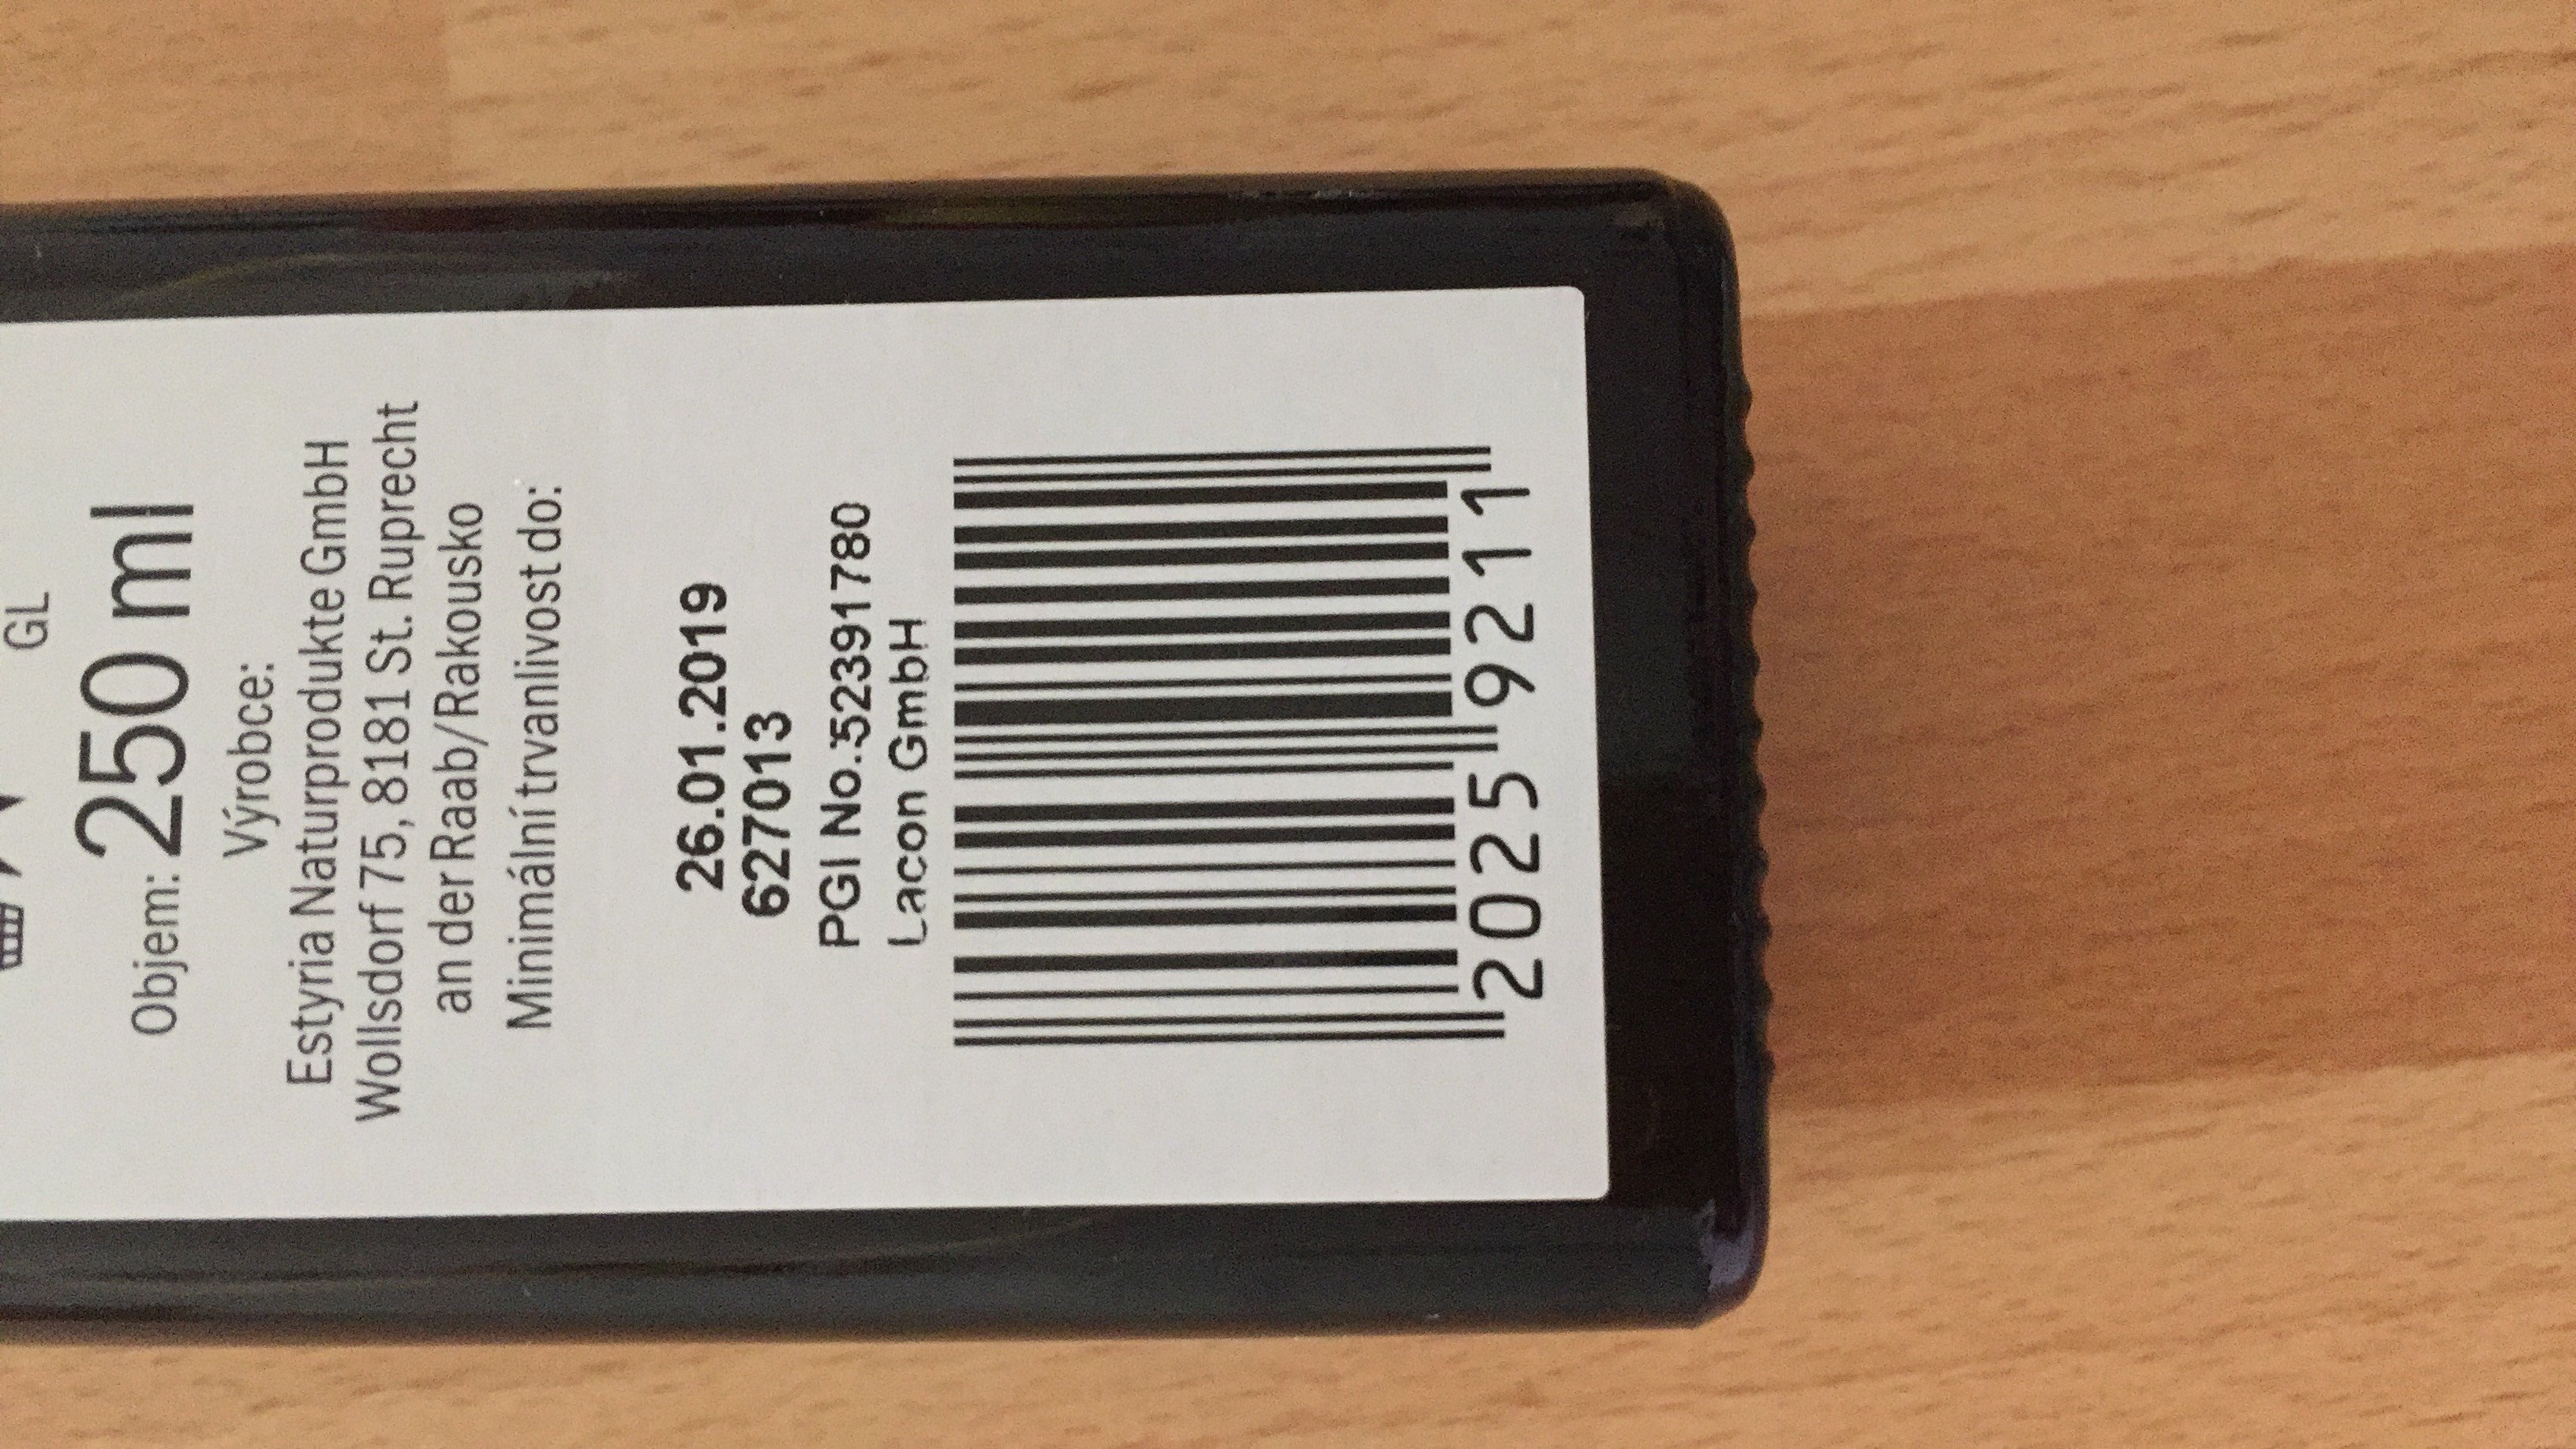 GL
Objem: 250 ml
Výrobce:
Estyria Naturprodukte GmbH
Wollsdorf 75, 8181 St. Ruprecht
an der Raab/Rakousko
Minimální trvanlivost do:
26.01.2019
627013
PGI No.:52391780
Lacon GmbH
2025 9211